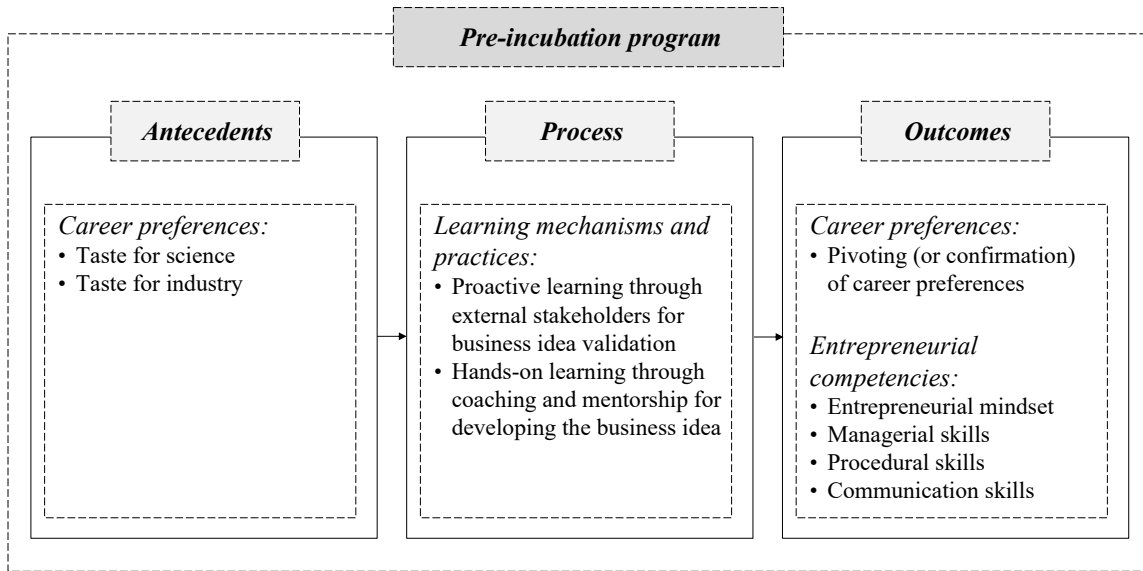 Pre-incubation program
Antecedents
Career preferences:
• Taste for science
• Taste for industry
Process
Learning mechanisms and
practices:
• Proactive learning through
external stakeholders for
business idea validation
• Hands-on learning through
coaching and mentorship for
developing the business idea
Outcomes
Career preferences:
• Pivoting (or confirmation)
of career preferences
Entrepreneurial
competencies:
• Entrepreneurial mindset
• Managerial skills
• Procedural skills
• Communication skills